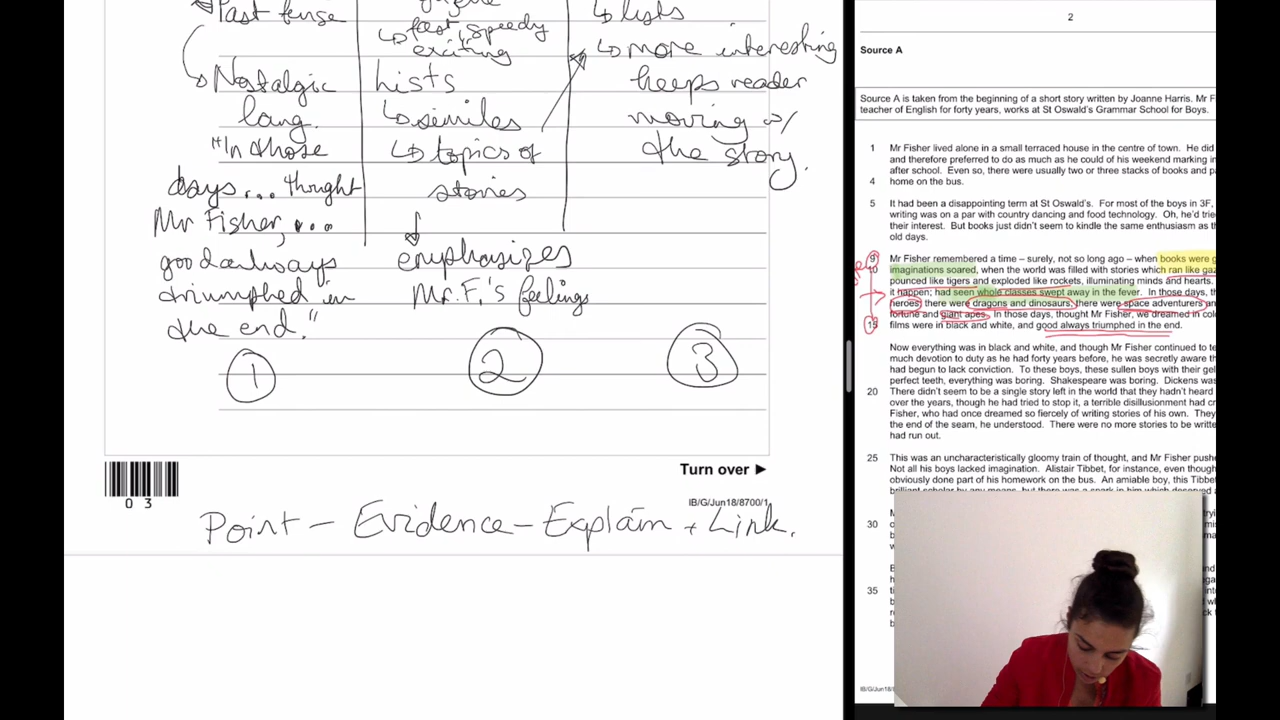 Past tense
↳ fast, speedy
exciting
↳ lists
↳ more interesting
keeps reader
moving w/
the story.
Nostalgic
lang.
"In those
days... thought
Mr Fisher,...
good always
triumphed in
the end."
Lists
↳ similes
↳ topics of
stories
emphasizes
Mr. F.'s feelings
1
2
3
Turn over ►
0 3
IB/G/Jun18/8700/1
Point - Evidence - Explain + Link.
2
Source A
Source A is taken from the beginning of a short story written by Joanne Harris. Mr F
teacher of English for forty years, works at St Oswald's Grammar School for Boys.
1 Mr Fisher lived alone in a small terraced house in the centre of town. He did
and therefore preferred to do as much as he could of his weekend marking in
after school. Even so, there were usually two or three stacks of books and p
4 home on the bus.
5 It had been a disappointing term at St Oswald's. For most of the boys in 3F,
writing was on a par with country dancing and food technology. Oh, he'd trie
their interest. But books just didn't seem to kindle the same enthusiasm as t
old days.
9 Mr Fisher remembered a time – surely, not so long ago – when books were g
10 imaginations soared, when the world was filled with stories which ran like gaz
pounced like tigers and exploded like rockets, illuminating minds and hearts.
it happen; had seen whole classes swept away in the fever. In those days, th
heroes; there were dragons and dinosaurs; there were space adventurers an
fortune and giant apes. In those days, thought Mr Fisher, we dreamed in col
15 films were in black and white, and good always triumphed in the end.
Now everything was in black and white, and though Mr Fisher continued to te
much devotion to duty as he had forty years before, he was secretly aware th
had begun to lack conviction. To these boys, these sullen boys with their gel
perfect teeth, everything was boring. Shakespeare was boring. Dickens was
20 There didn't seem to be a single story left in the world that they hadn't heard
over the years, though he had tried to stop it, a terrible disillusionment had cr
Fisher, who had once dreamed so fiercely of writing stories of his own. They
the end of the seam, he understood. There were no more stories to be writte
had run out.
25 This was an uncharacteristically gloomy train of thought, and Mr Fisher pushe
Not all his boys lacked imagination. Alistair Tibbet, for instance, even though
obviously done part of his homework on the bus. An amiable boy, this Tibbet
brilliant scholar by any means, but there was a spark in him which deserved
30
35
IB/G/Jun18